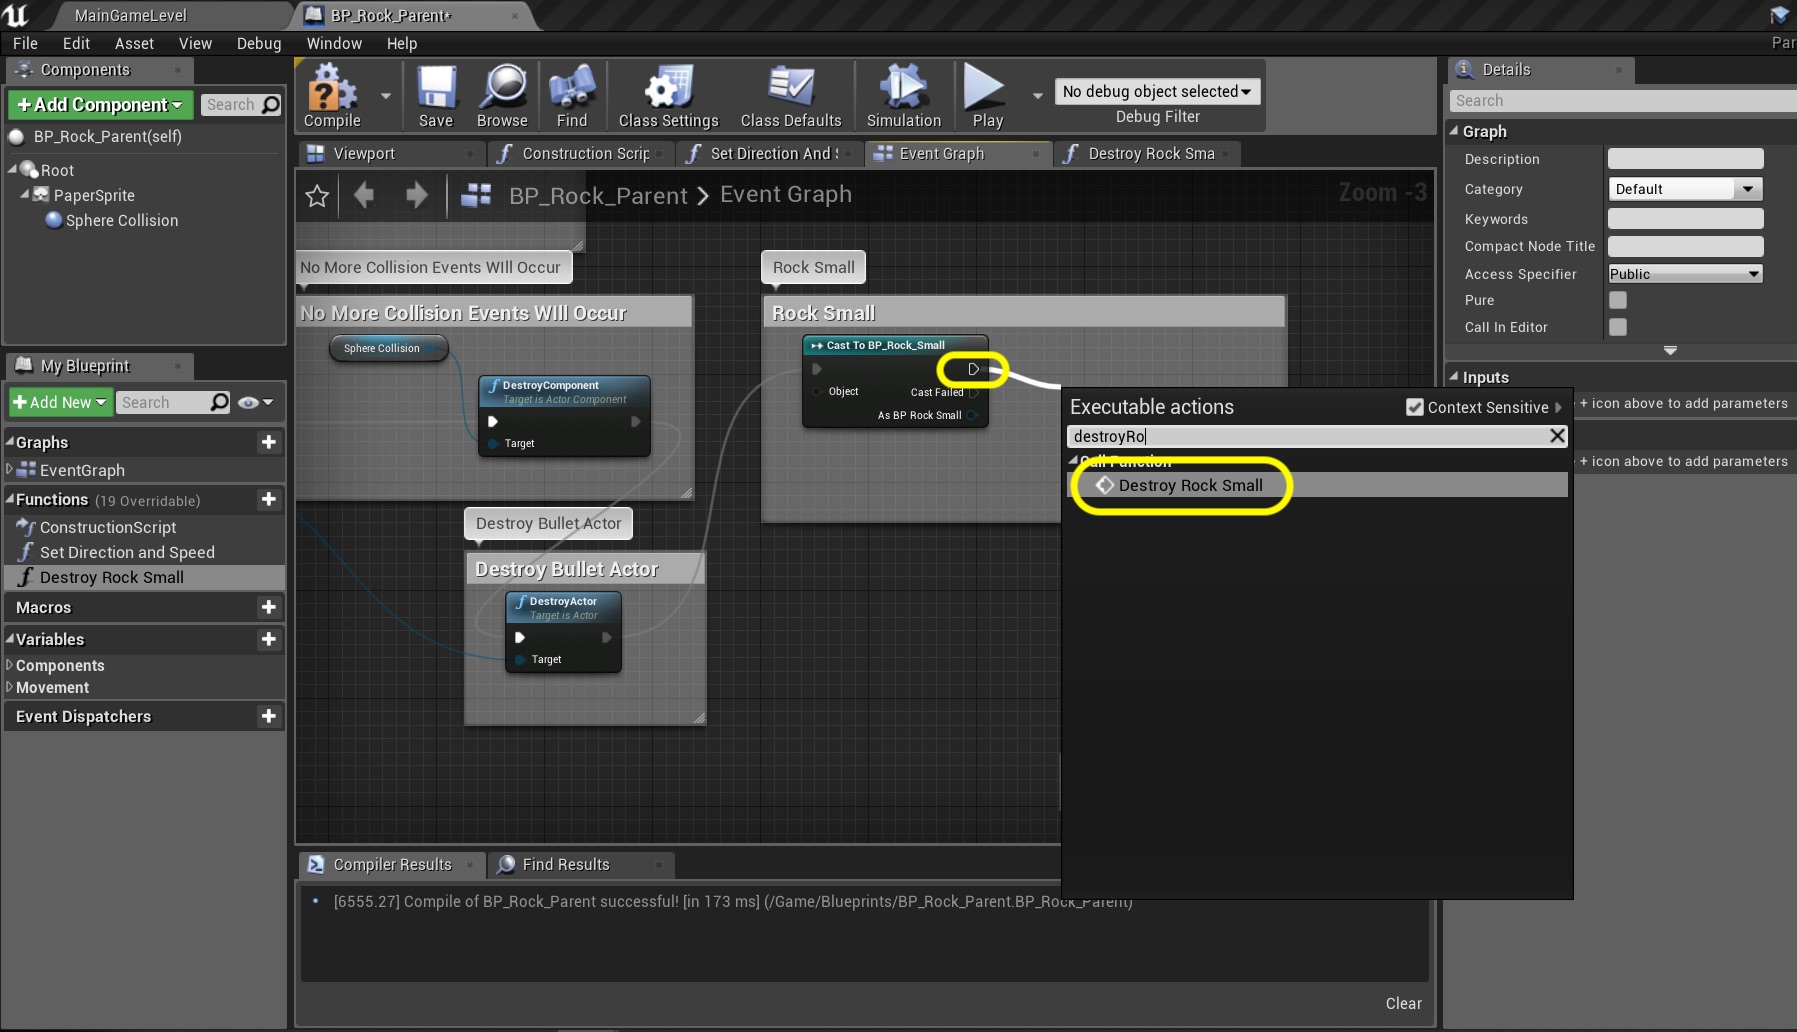 MainGameLevel
BP_Rock_Parent*
File Edit Asset View Debug Window Help
Par
Components
+Add Component
Search
BP_Rock_Parent(self)
Root
PaperSprite
Sphere Collision
My Blueprint
+Add New
Search
Graphs
EventGraph
Functions (19 Overridable)
ConstructionScript
Set Direction and Speed
Destroy Rock Small
Macros
Variables
Components
Movement
Event Dispatchers
Compile
Save
Browse
Find
Class Settings
Class Defaults
Simulation
Play
No debug object selected
Debug Filter
Viewport
Construction Scrip
Set Direction And S
Event Graph
Destroy Rock Sma
BP_Rock_Parent > Event Graph
Zoom -3
No More Collision Events WIll Occur
No More Collision Events WIll Occur
Sphere Collision
DestroyComponent
Target is Actor Component
Target
Destroy Bullet Actor
Destroy Bullet Actor
DestroyActor
Target is Actor
Target
Rock Small
Rock Small
Cast To BP_Rock_Small
Object
Cast Failed
As BP Rock Small
Executable actions
Context Sensitive
destroyRo
Call Function
Destroy Rock Small
Compiler Results
Find Results
[6555.27] Compile of BP_Rock_Parent successful! [in 173 ms] (/Game/Blueprints/BP_Rock_Parent.BP_Rock_Parent)
Clear
Details
Search
Graph
Description
Category
Default
Keywords
Compact Node Title
Access Specifier
Public
Pure
Call In Editor
Inputs
+ icon above to add parameters
+ icon above to add parameters